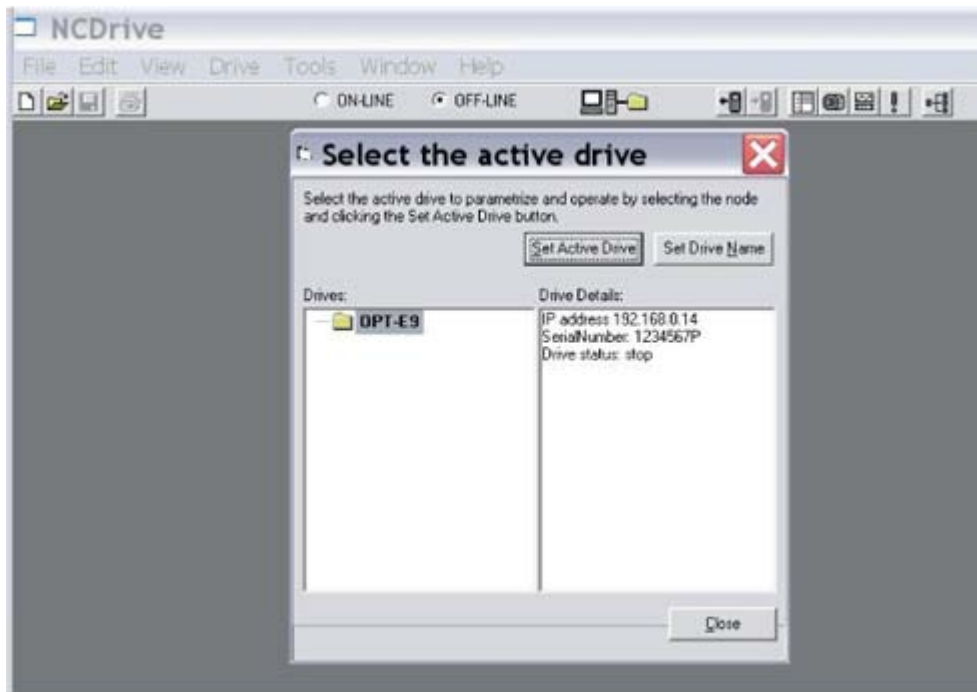 NCDrive
File Edit View Drive Tools Window Help
ON-LINE OFF-LINE
Select the active drive
Select the active drive to parametrize and operate by selecting the node
and clicking the Set Active Drive button.
Set Active Drive Set Drive Name
Drives: Drive Details:
OPT-E9 IP address 192.168.0.14
SerialNumber: 1234567P
Drive status: stop
Close